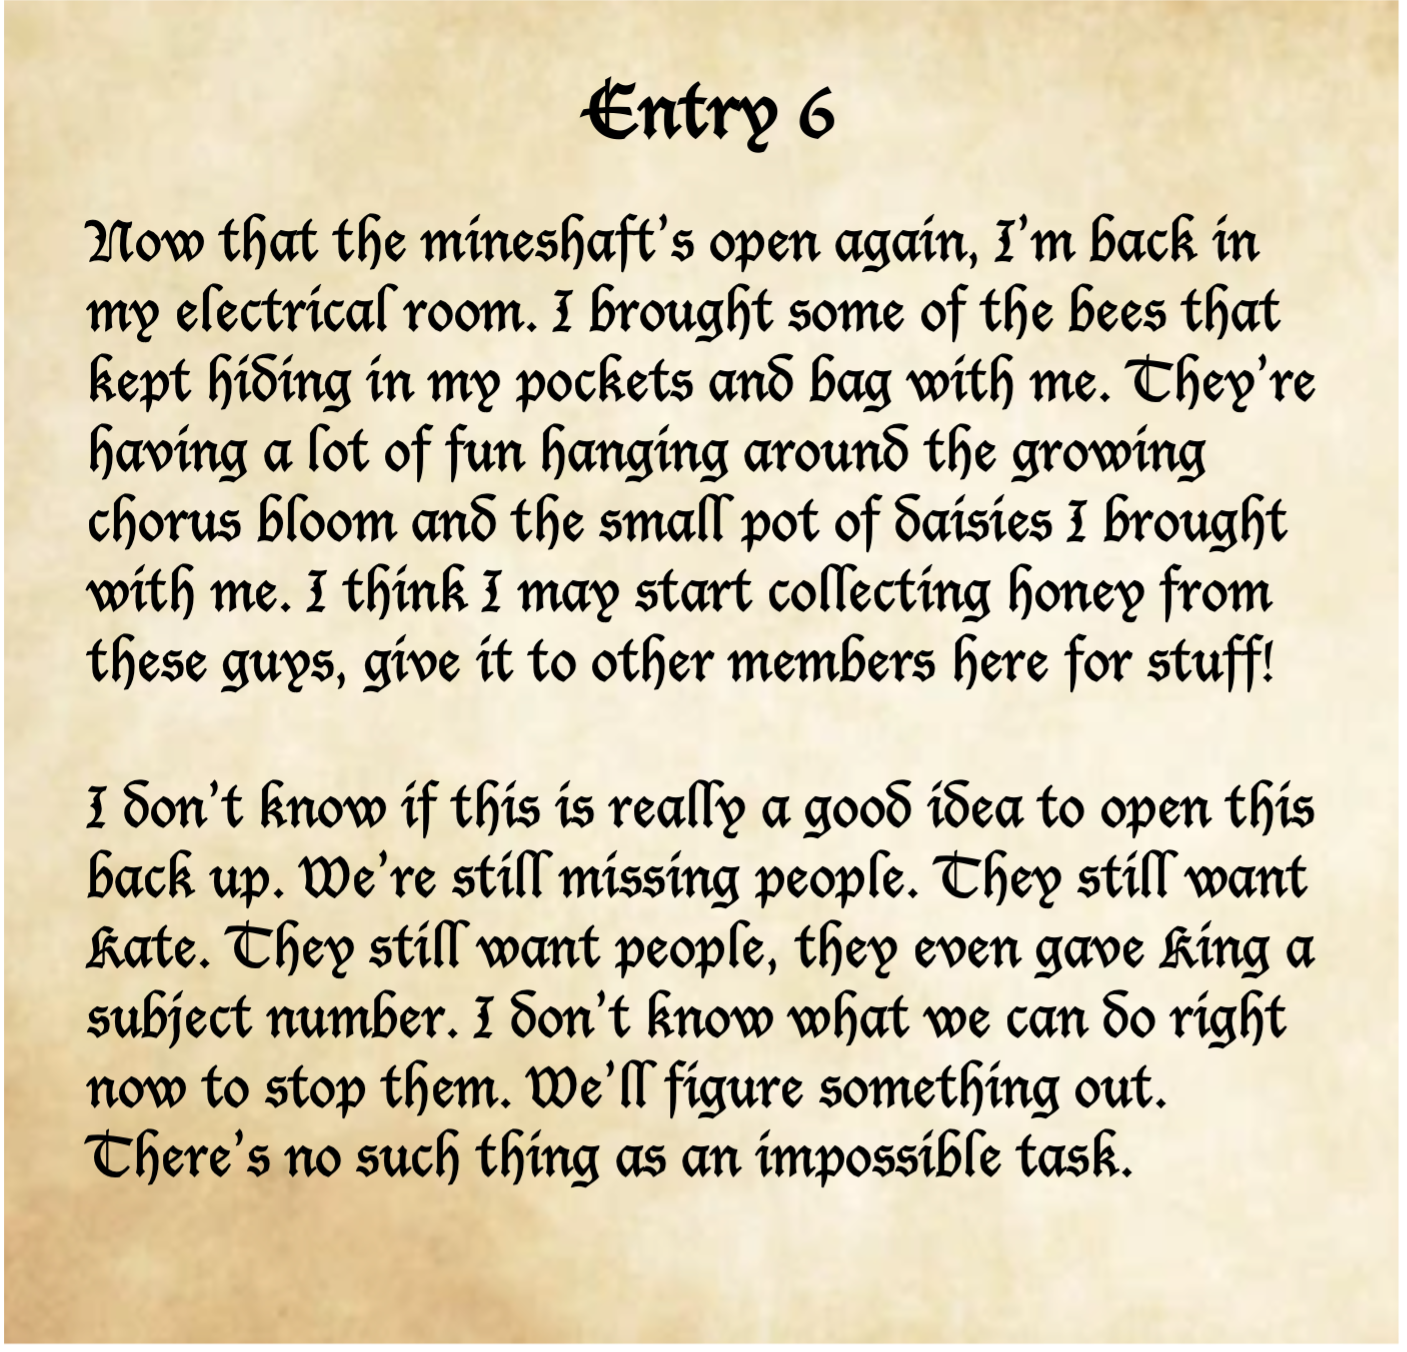 Entry 6
Now that the mineshaft's open again, I'm back in
my electrical room. I brought some of the bees that
kept hiding in my pockets and bag with me. They're
having a lot of fun hanging around the growing
chorus bloom and the small pot of daisies I brought
with me. I think I may start collecting honey from
these guys, give it to other members here for stuff!
I don't know if this is really a good idea to open this
back up. We're still missing people. They still want
Kate. They still want people, they even gave King a
subject number. I don't know what we can do right
now to stop them. We'll figure something out.
There's no such thing as an impossible task.